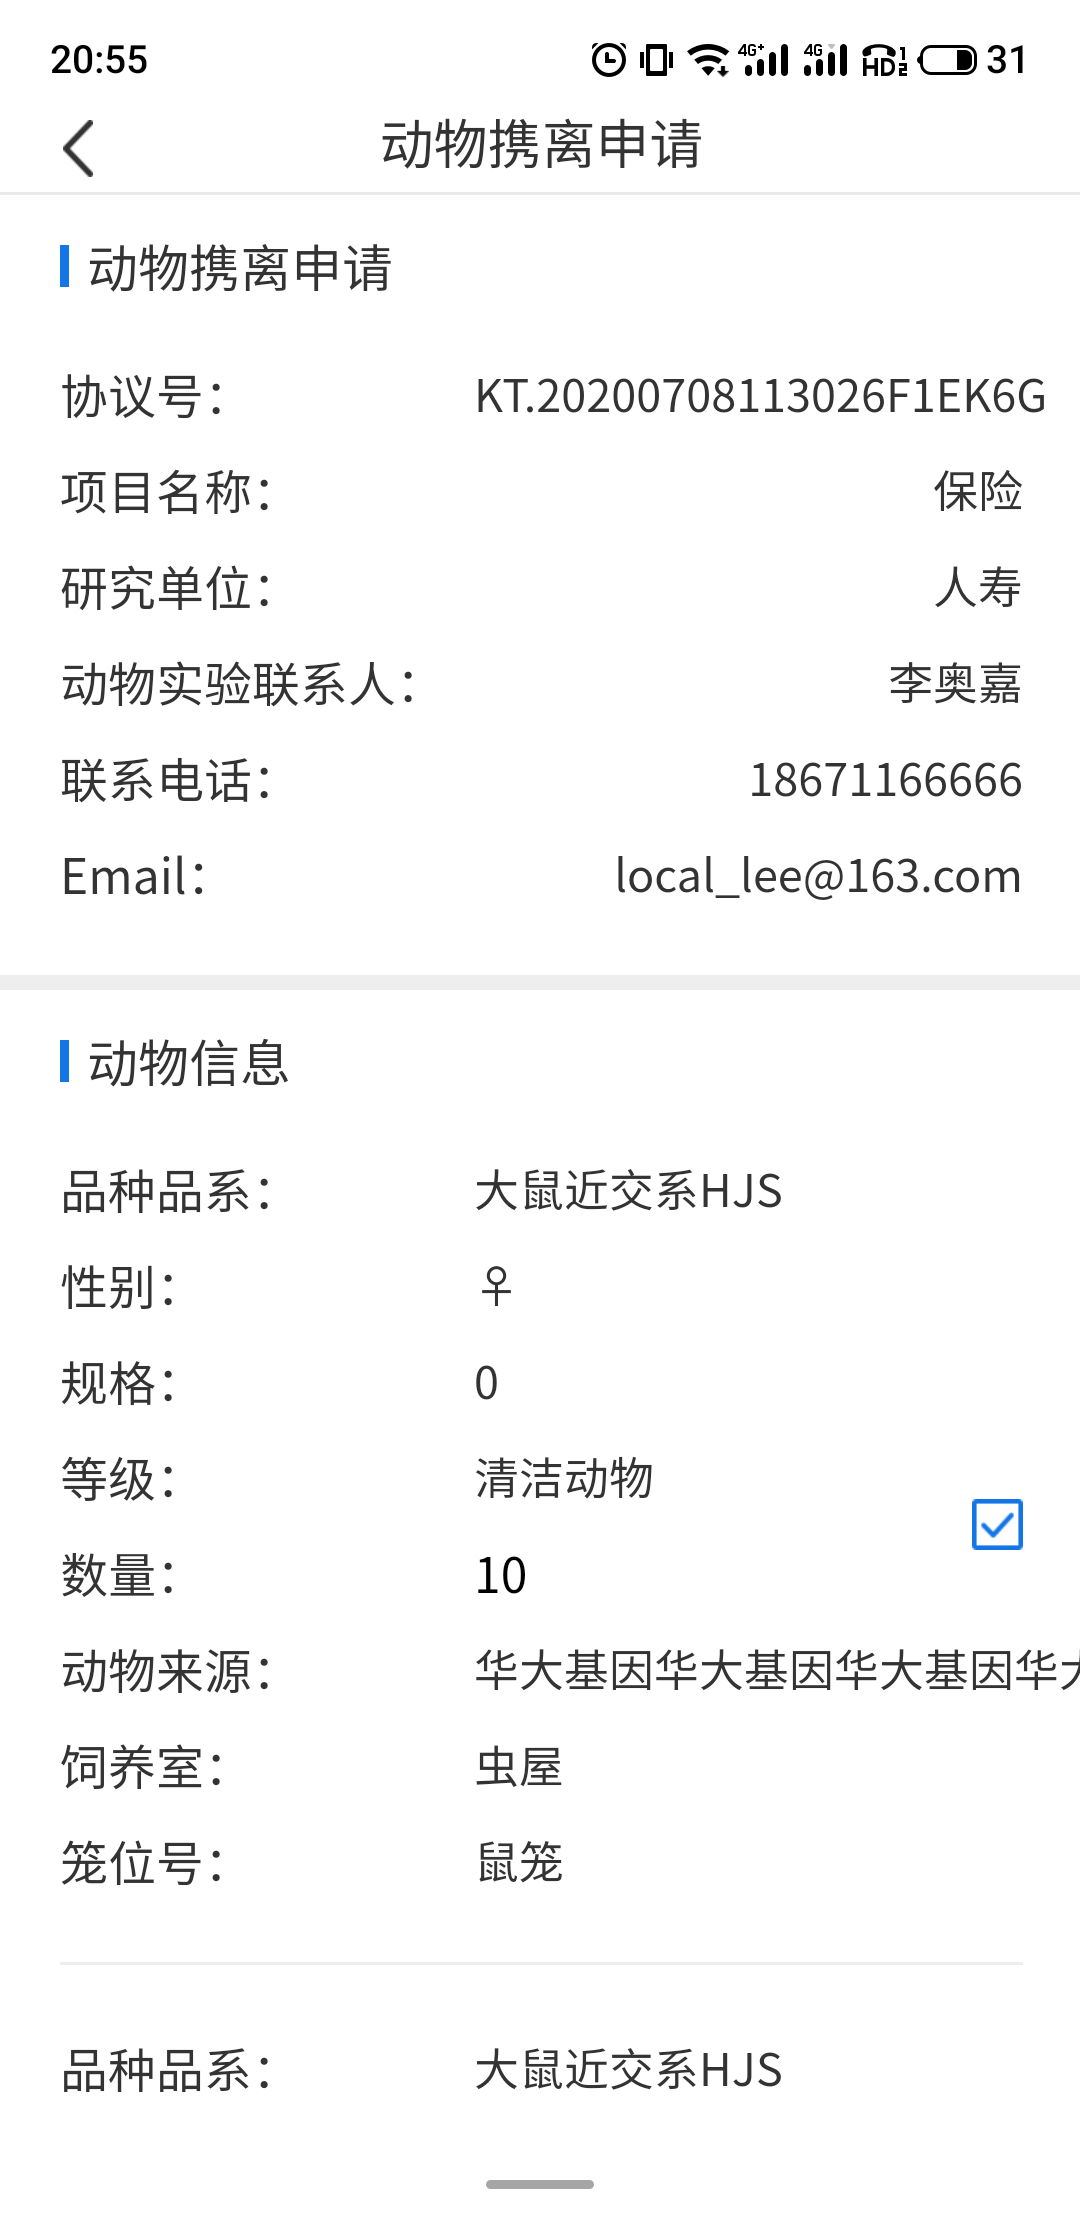 20:55
4G+ 4G HD 1 2 31
动物携离申请
动物携离申请
协议号： KT.20200708113026F1EK6G
项目名称： 保险
研究单位： 人寿
动物实验联系人： 李奥嘉
联系电话： 18671166666
Email： local_lee@163.com
动物信息
品种品系： 大鼠近交系HJS
性别： ♀
规格： 0
等级： 清洁动物
数量： 10
动物来源： 华大基因华大基因华大基因华大
饲养室： 虫屋
笼位号： 鼠笼
品种品系： 大鼠近交系HJS